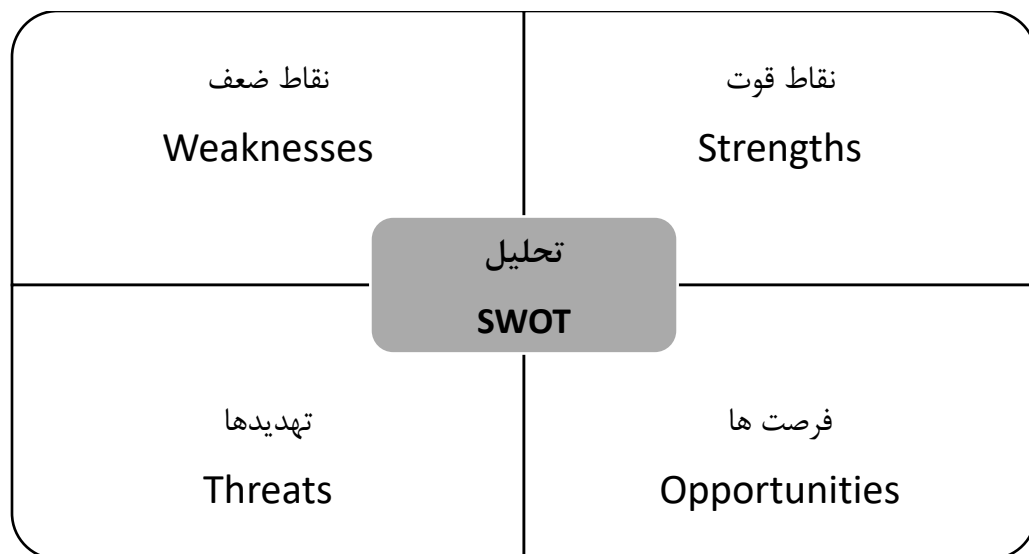 نقاط قوت
Strengths
نقاط ضعف
Weaknesses
تحلیل
SWOT
فرصت ها
Opportunities
تهدیدها
Threats